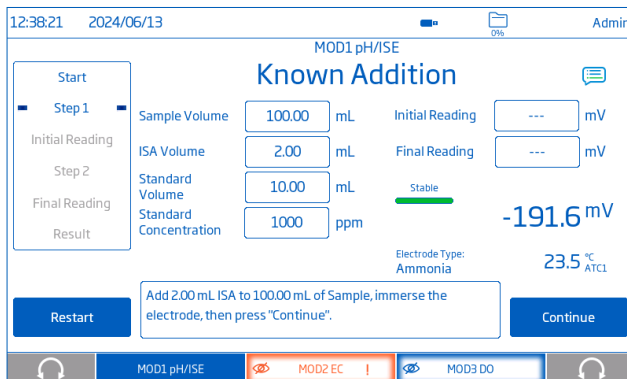 12:38:21 2024/06/13 0% Admin
MOD1 pH/ISE
Known Addition
Start
Step 1
Initial Reading
Step 2
Final Reading
Result
Sample Volume 100.00 mL
ISA Volume 2.00 mL
Standard Volume 10.00 mL
Standard Concentration 1000 ppm
Initial Reading --- mV
Final Reading --- mV
Stable
-191.6 mV
Electrode Type:
Ammonia
23.5 °C ATC1
Restart
Add 2.00 mL ISA to 100.00 mL of Sample, immerse the
electrode, then press "Continue".
Continue
MOD1 pH/ISE MOD2 EC ! MOD3 DO